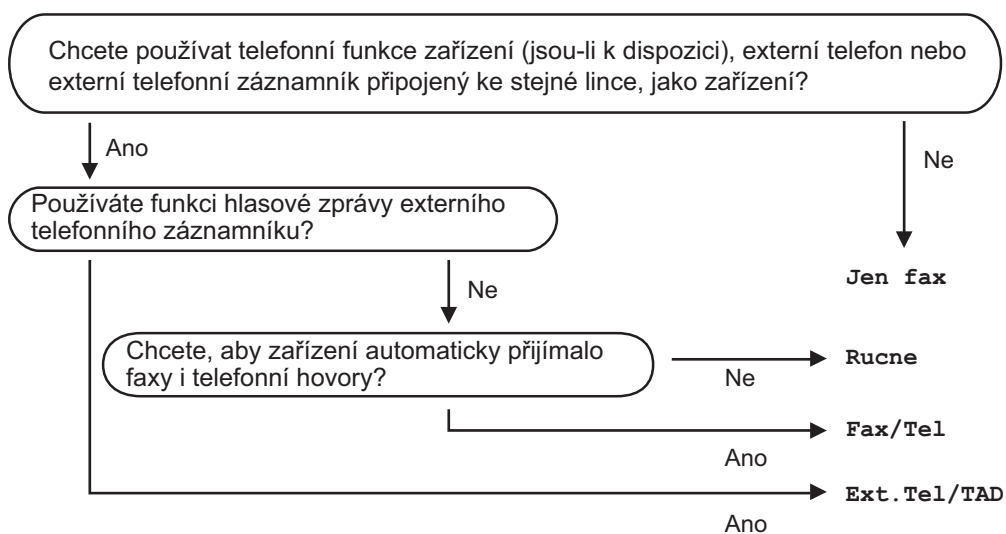 Chcete používat telefonní funkce zařízení (jsou-li k dispozici), externí telefon nebo
externí telefonní záznamník připojený ke stejné lince, jako zařízení?
Ano
Ne
Používáte funkci hlasové zprávy externího
telefonního záznamníku?
Jen fax
Ne
Chcete, aby zařízení automaticky přijímalo
faxy i telefonní hovory?
Ne
Rucne
Ano
Fax/Tel
Ano
Ext.Tel/TAD